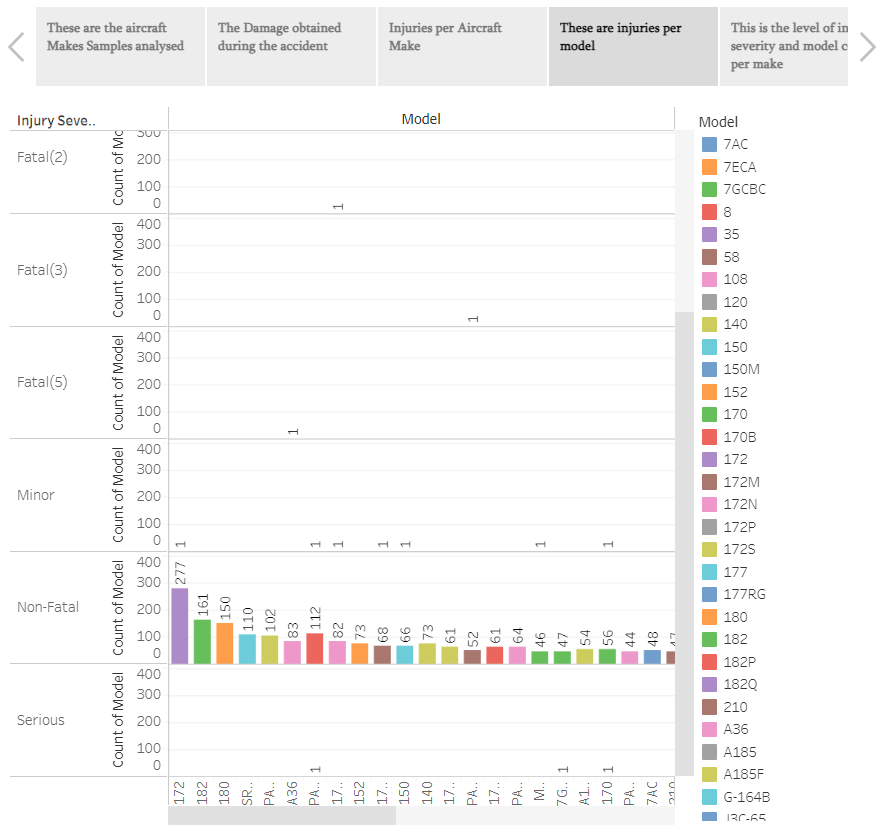 These are the aircraft
Makes Samples analysed
The Damage obtained
during the accident
Injuries per Aircraft
Make
These are injuries per
model
This is the level of in
severity and model c
per make
Injury Seve..
Model
Fatal(2)
Count of Mo
300
200
100
0
1
Fatal(3)
Count of Model
400
300
200
100
0
1
Fatal(5)
Count of Model
400
300
200
100
0
1
Minor
Count of Model
400
300
200
100
0
1 1 1 1 1 1 1
Non-Fatal
Count of Model
400
300
200
100
0
277 161 150 110 102 83 112 82 73 68 66 73 61 52 61 64 46 47 54 56 44 48 47
Serious
Count of Model
400
300
200
100
0
1 1 1
172 182 180 SR.. PA.. A36 PA.. 17.. 152 17.. 150 140 17.. PA.. 17.. PA.. M.. 7G.. A1.. 170 PA.. 7AC 210
Model
7AC
7ECA
7GCBC
8
35
58
108
120
140
150
150M
152
170
170B
172
172M
172N
172P
172S
177
177RG
180
182
182P
182Q
210
A36
A185
A185F
G-164B
J3C-65